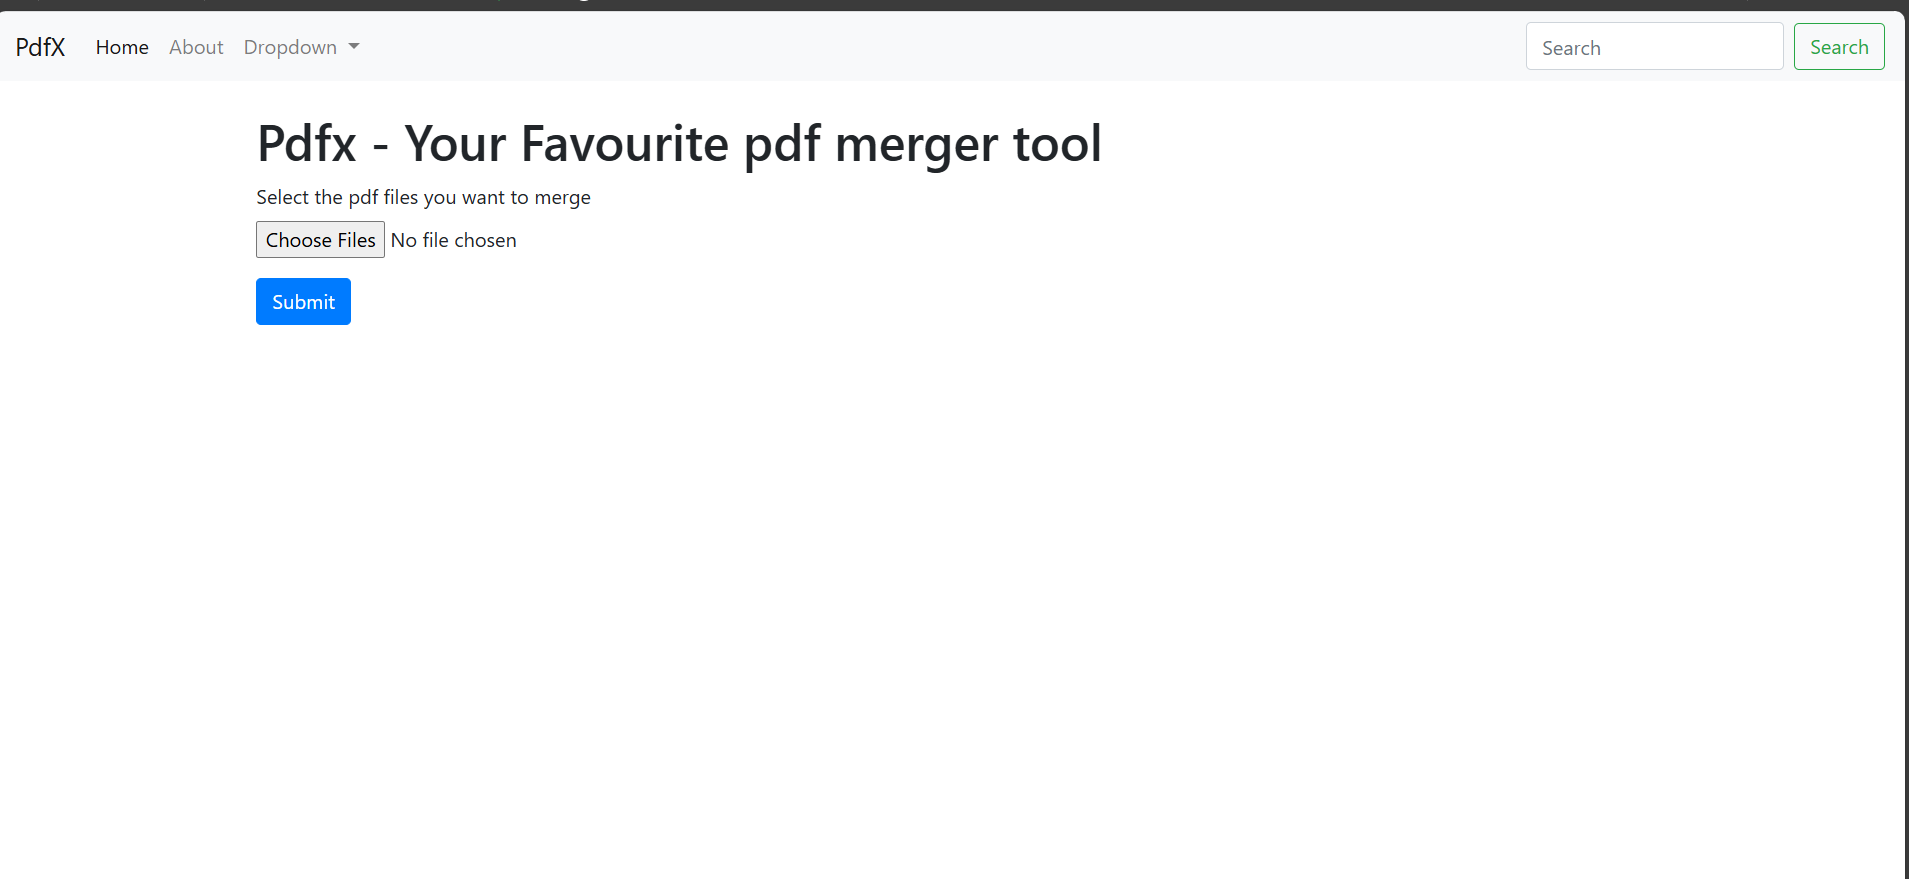 PdfX Home About Dropdown Search Search
Pdfx - Your Favourite pdf merger tool
Select the pdf files you want to merge
Choose Files No file chosen
Submit